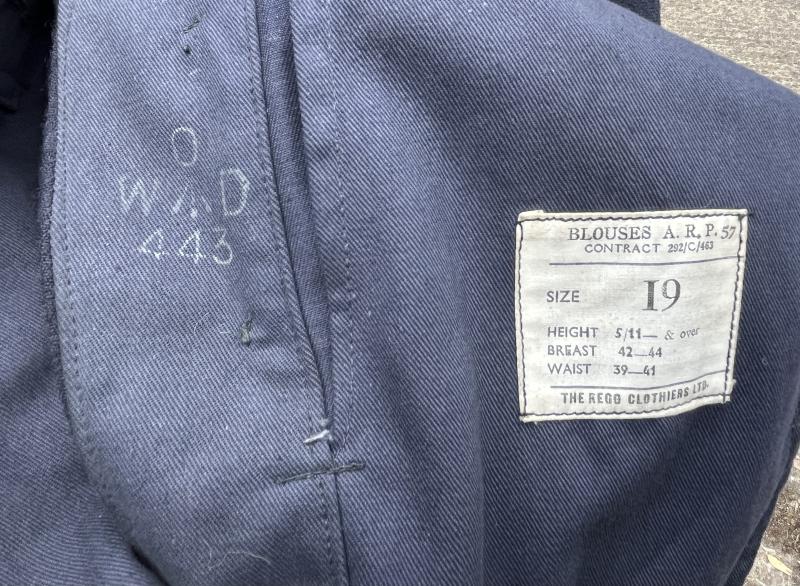 O
W.A.D
443
BLOUSES A. R. P. 57
CONTRACT 292/C/463
SIZE 19
HEIGHT 5/11— & over
BREAST 42—44
WAIST 39—41
THE REGO CLOTHIERS LTD.